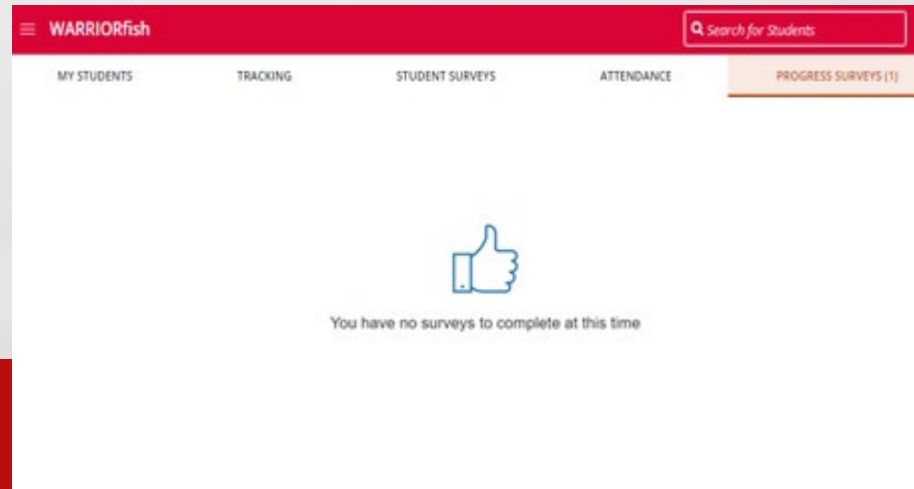 WARRIORfish
Search for Students
MY STUDENTS TRACKING STUDENT SURVEYS ATTENDANCE PROGRESS SURVEYS (1)
You have no surveys to complete at this time